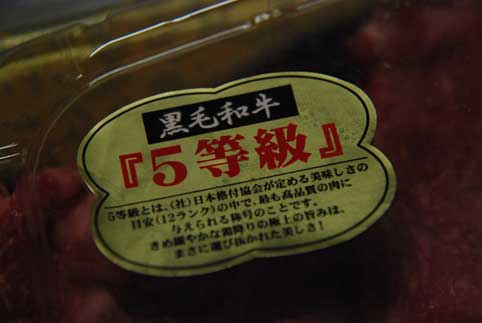 黒毛和牛
『5等級』
5等級とは、(社)日本格付協会が定める美味しさの
目安(12ランク)の中で、最も高品質の肉に
与えられる称号のことです。
きめ細やかな霜降りの極上の旨みは、
まさに選び抜かれた美しさ!